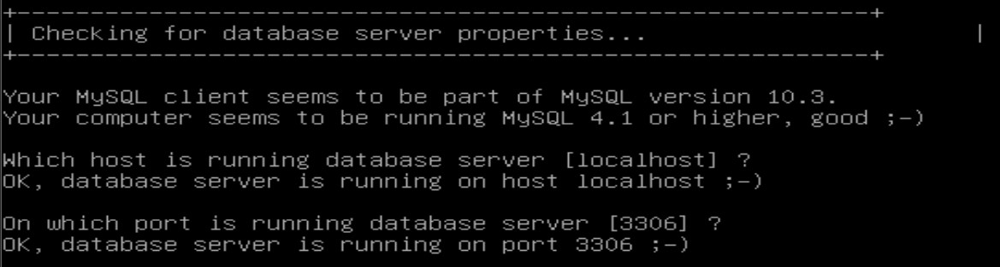 +----------------------------------------------------------+
| Checking for database server properties...                       |
+----------------------------------------------------------+
Your MySQL client seems to be part of MySQL version 10.3.
Your computer seems to be running MySQL 4.1 or higher, good ;-)
Which host is running database server [localhost] ?
OK, database server is running on host localhost ;-)
On which port is running database server [3306] ?
OK, database server is running on port 3306 ;-)